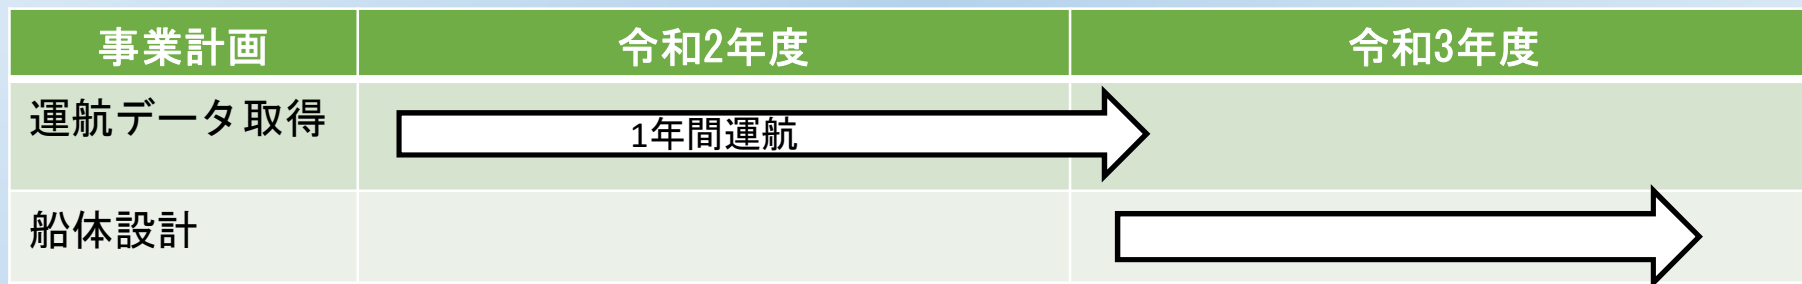 事業計画 令和2年度 令和3年度
運航データ取得 1年間運航
船体設計